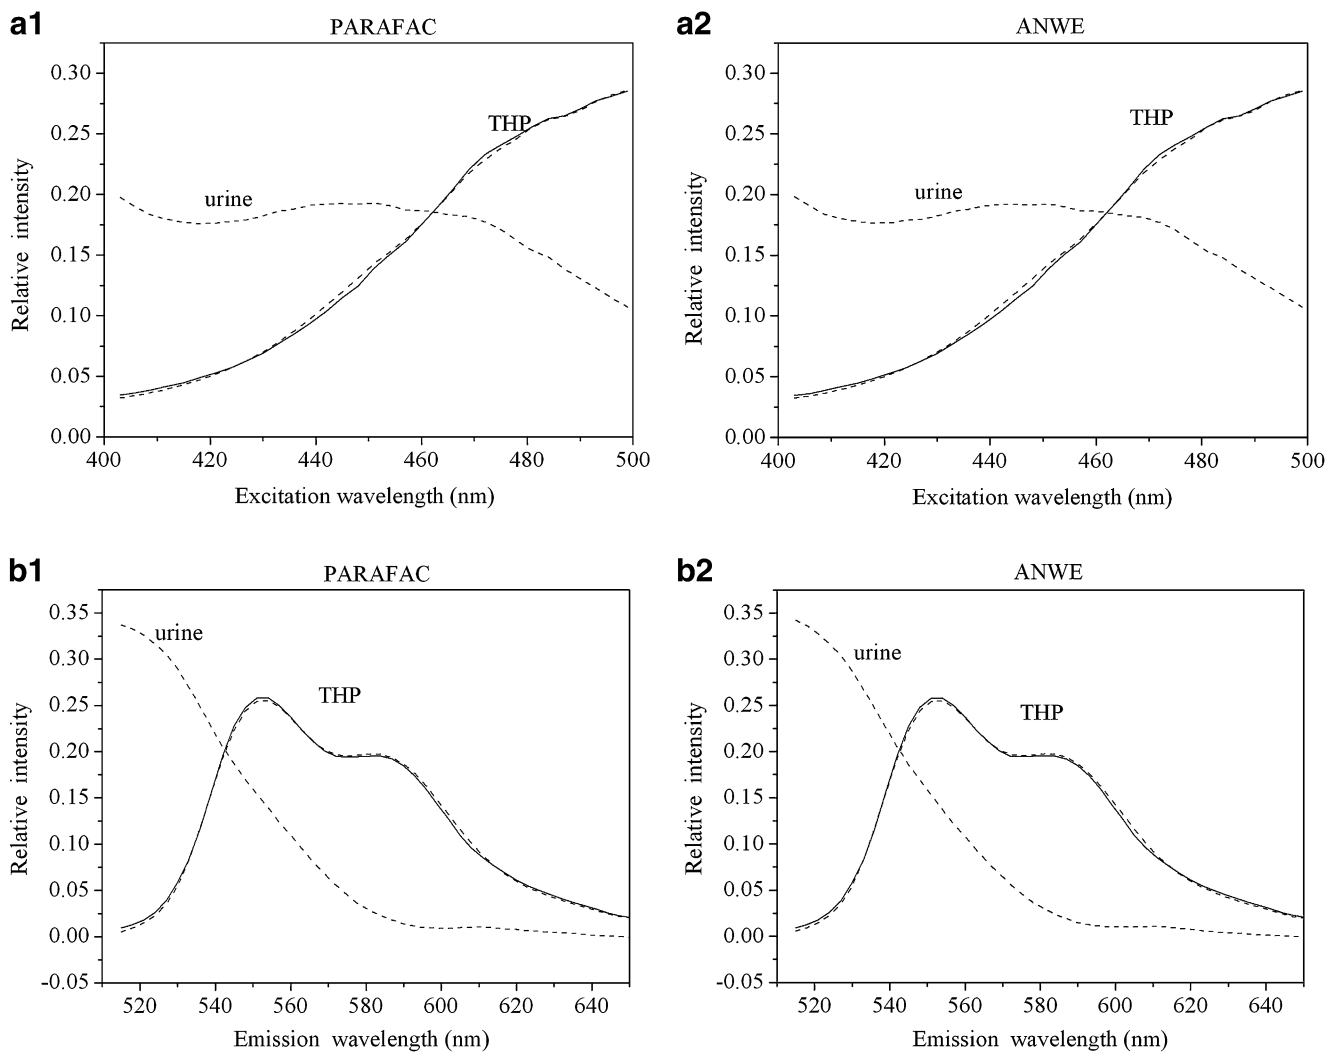 a1
PARAFAC
0.30
0.25
0.20
0.15
0.10
0.05
0.00
THP
urine
Relative intensity
400 420 440 460 480 500
Excitation wavelength (nm)
a2
ANWE
0.30
0.25
0.20
0.15
0.10
0.05
0.00
THP
urine
Relative intensity
400 420 440 460 480 500
Excitation wavelength (nm)
b1
PARAFAC
0.35
0.30
0.25
0.20
0.15
0.10
0.05
0.00
-0.05
urine
THP
Relative intensity
520 540 560 580 600 620 640
Emission wavelength (nm)
b2
ANWE
0.35
0.30
0.25
0.20
0.15
0.10
0.05
0.00
-0.05
urine
THP
Relative intensity
520 540 560 580 600 620 640
Emission wavelength (nm)